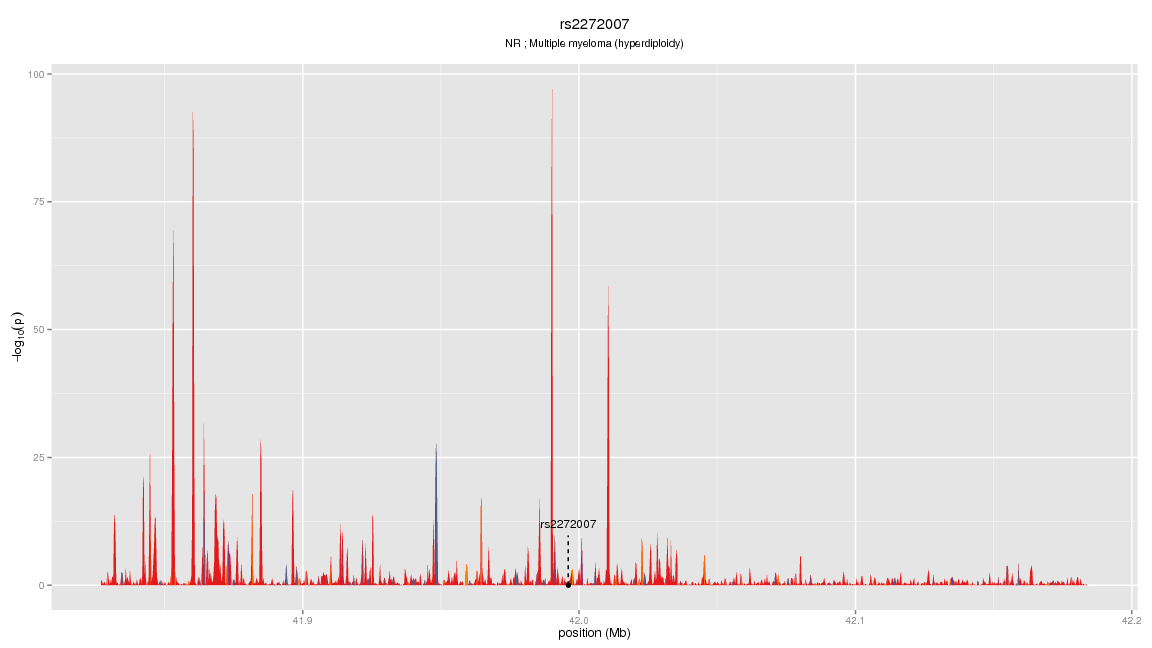 rs2272007
NR ; Multiple myeloma (hyperdiploidy)
100
75
50
25
0
-log10(p)
rs2272007
41.9
42.0
42.1
42.2
position (Mb)